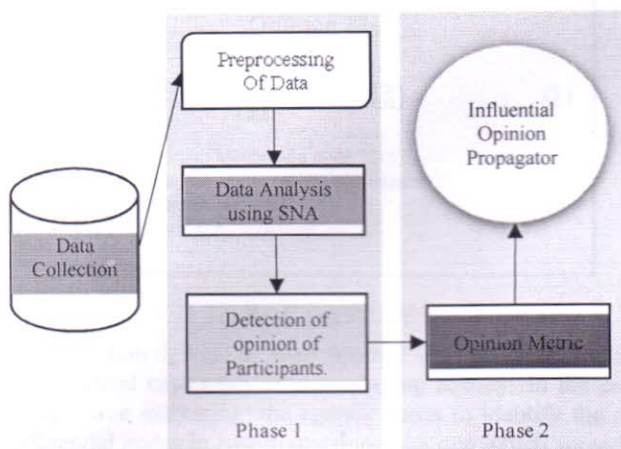 Preprocessing
Of Data
Influential
Opinion
Propagator
Data Analysis
using SNA
Data
Collection
Detection of
opinion of
Participants.
Opinion Metric
Phase 1
Phase 2